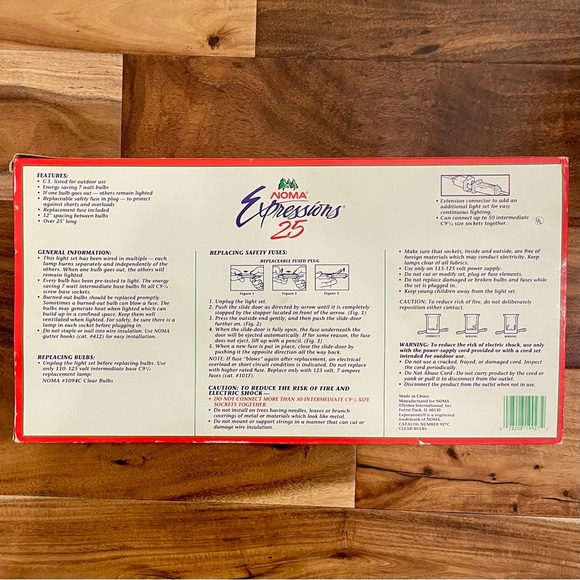 FEATURES:
• U.L. listed for outdoor use
• Energy saving 7 watt bulbs
• If one bulb goes out — others remain lighted
• Replaceable safety fuse in plug — to protect
against shorts and overloads
• Replacement fuse included
• 12" spacing between bulbs
• Over 25' long
NOMA
Expressions
25
• Extension connector to add an
additional light set for easy
continuous lighting.
• Can connect up to 50 intermediate
C9¼ size sockets together.
GENERAL INFORMATION:
• This light set has been wired in multiple—each
lamp burns separately and independently of the
others. When one bulb goes out, the others will
remain lighted.
• Every bulb has been pre-tested to light. The energy
saving 7 watt intermediate base bulbs fit all C9¼
screw base sockets.
• Burned-out bulbs should be replaced promptly.
Sometimes a burned-out bulb can blow a fuse. The
bulbs may generate heat when lighted which can
build up in a confined space. Keep them well
ventilated when lighted. For safety, be sure there is a
lamp in each socket before plugging in.
• Do not staple or nail into wire insulation. Use NOMA
gutter hooks (cat. #412) for easy installation.
REPLACING BULBS:
• Unplug the light set before replacing bulbs. Use
only 110-125 volt intermediate base C9¼
replacement lamp:
NOMA #1094C Clear Bulbs
REPLACING SAFETY FUSES:
REPLACEABLE FUSED PLUG
Figure 1 Figure 2 Figure 3
1. Unplug the light set.
2. Push the slide door as directed by arrow until it is completely
stopped by the stopper located in front of the arrow. (Fig. 1)
3. Press the outside end gently, and then push the slide-door
further on. (Fig. 2)
4. When the slide-door is fully open, the fuse underneath the
door will be ejected automatically. If for some reason, the fuse
does not eject, lift up with a pencil. (Fig. 3)
5. When a new fuse is put in place, close the slide-door by
pushing it the opposite direction all the way back.
NOTE: If fuse "blows" again after replacement, an electrical
overload or short circuit condition is indicated. Do not replace
with higher rated fuse. Replace only with 125 volt, 7 ampere
fuses (cat.
CAUTION: TO REDUCE THE RISK OF FIRE AND
ELECTRIC SHOCK—
• DO NOT CONNECT MORE THAN 50 INTERMEDIATE C9¼ SIZE
SOCKETS TOGETHER
• Do not install on trees having needles, leaves or branch
coverings of metal or materials which look like metal.
• Do not mount or support strings in a manner that can cut or
damage wire insulation.
• Make sure that sockets, inside and outside, are free of
foreign materials which may conduct electricity. Keep
lamps clear of all fabrics.
• Use only on 115-125 volt power supply.
• Do not cut or modify set, plug or fuse elements.
• Do not replace damaged or broken bulbs and fuses while
the set is plugged in.
• Keep young children away from light set.
CAUTION: To reduce risk of fire, do not deliberately
reposition either contact.
WRONG WRONG
WARNING: To reduce the risk of electric shock, use only
with the power-supply cord provided or with a cord set
intended for outdoor use.
• Do not use a cracked, frayed, or damaged cord. Inspect
the cord periodically.
• Do Not Abuse Cord- Do not carry product by the cord or
yank or pull it to disconnect from the outlet.
• Disconnect the product from the outlet when not in use.
Made in China
Manufactured for NOMA
©Noma International, Inc.
Forest Park, IL 60130
Expressions® is registered
trademark of NOMA.
CATALOG NUMBER 927C
CLEAR BULBS